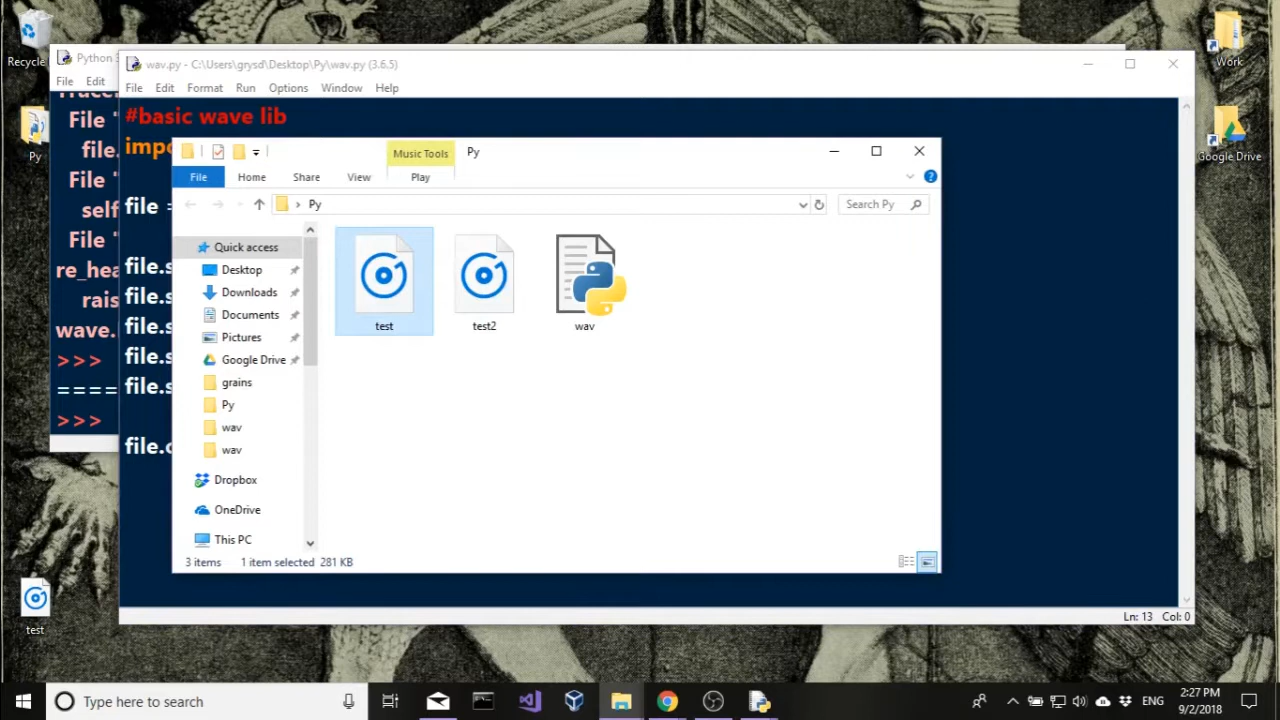 Recycle
Py
test
Work
Google Drive
Python 3
File Edit
File "
file.
File "
self
File "
re_hea
rais
wave.
>>>
=====
>>>
wav.py - C:\Users\grysd\Desktop\Py\wav.py (3.6.5)
File Edit Format Run Options Window Help
#basic wave lib
impo
file =
file.s
file.s
file.s
file.s
file.s
file.c
Ln: 13 Col: 0
Music Tools Py
File Home Share View Play
Py
Search Py
Quick access
Desktop
Downloads
Documents
Pictures
Google Drive
grains
Py
wav
wav
Dropbox
OneDrive
This PC
test test2 wav
3 items 1 item selected 281 KB
Type here to search
ENG
2:27 PM
9/2/2018